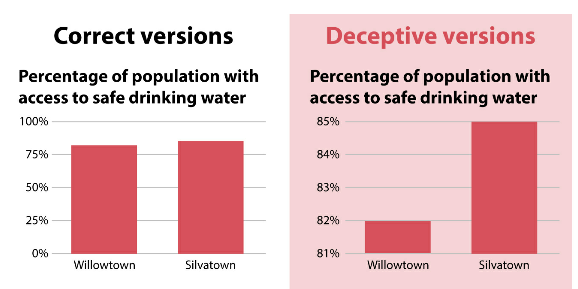 Correct versions
Percentage of population with
access to safe drinking water
100%
75%
50%
25%
0%
Willowtown
Silvatown
Deceptive versions
Percentage of population with
access to safe drinking water
85%
84%
83%
82%
81%
Willowtown
Silvatown